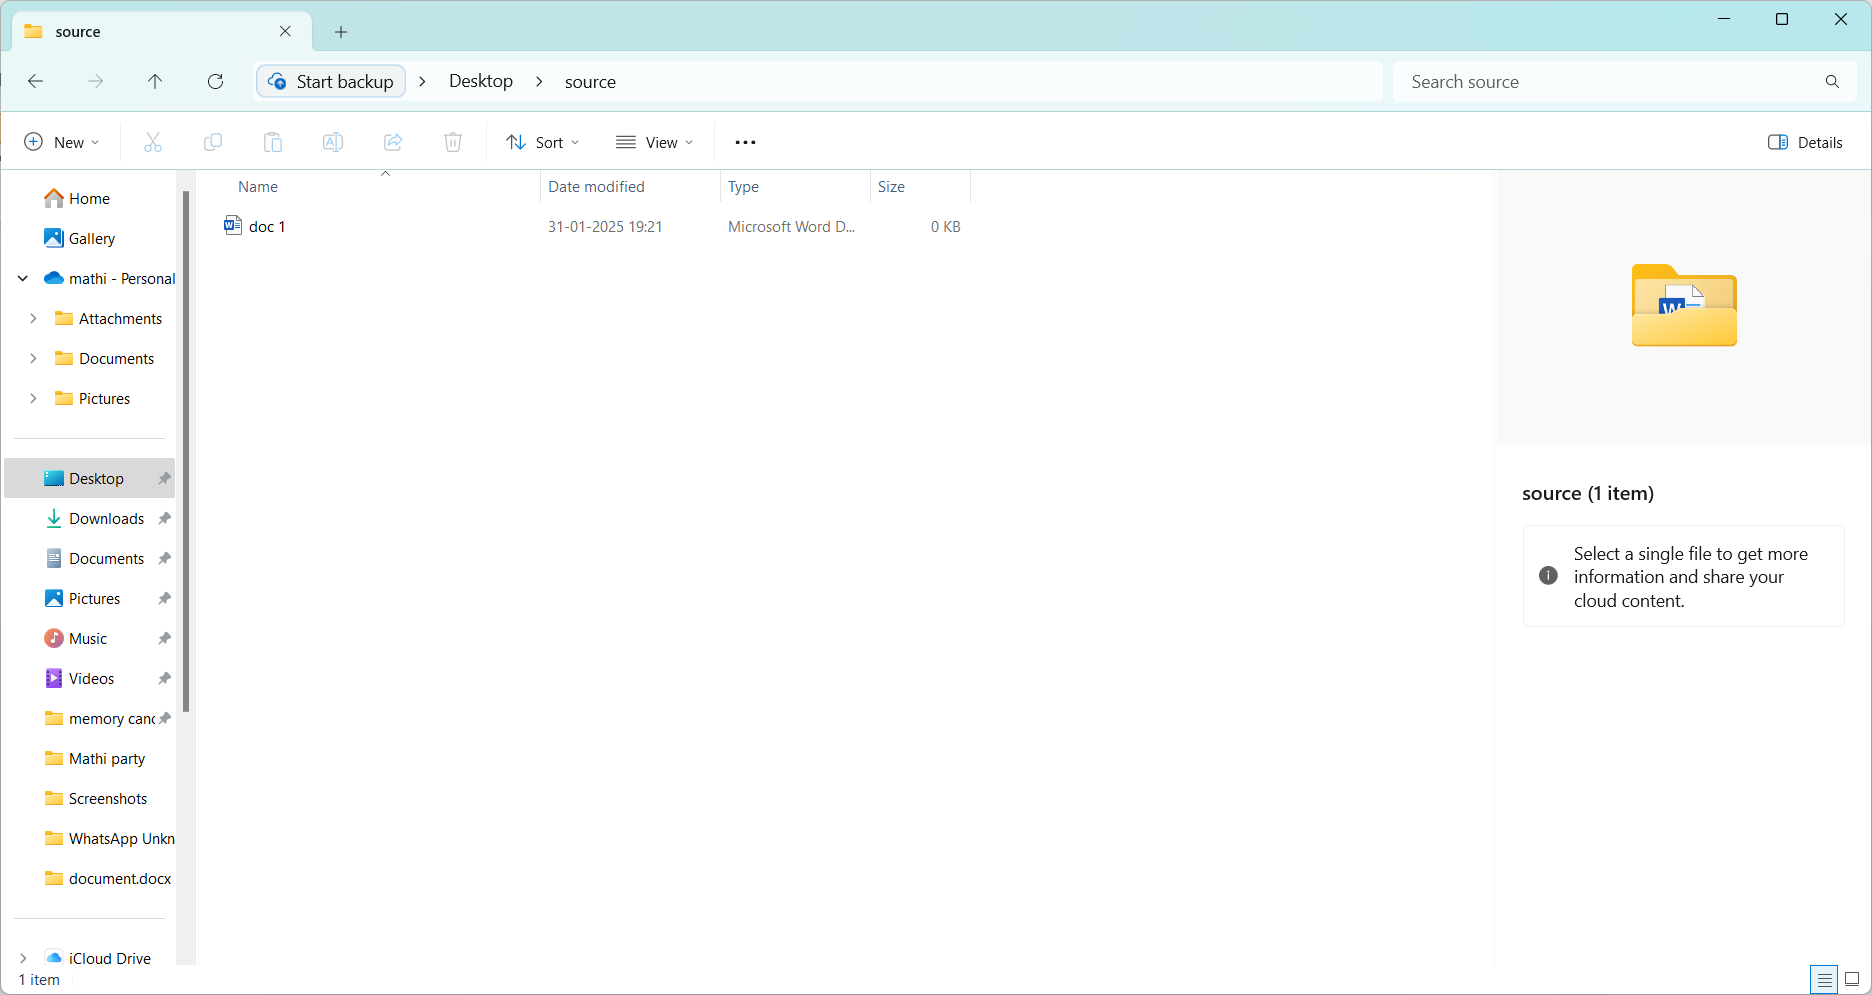 source
Start backup > Desktop > source
Search source
New
Sort
View
Details
Name
Date modified
Type
Size
doc 1
31-01-2025 19:21
Microsoft Word D...
0 KB
Home
Gallery
mathi - Personal
Attachments
Documents
Pictures
Desktop
Downloads
Documents
Pictures
Music
Videos
memory canc
Mathi party
Screenshots
WhatsApp Unkn
document.docx
iCloud Drive
source (1 item)
Select a single file to get more
information and share your
cloud content.
1 item